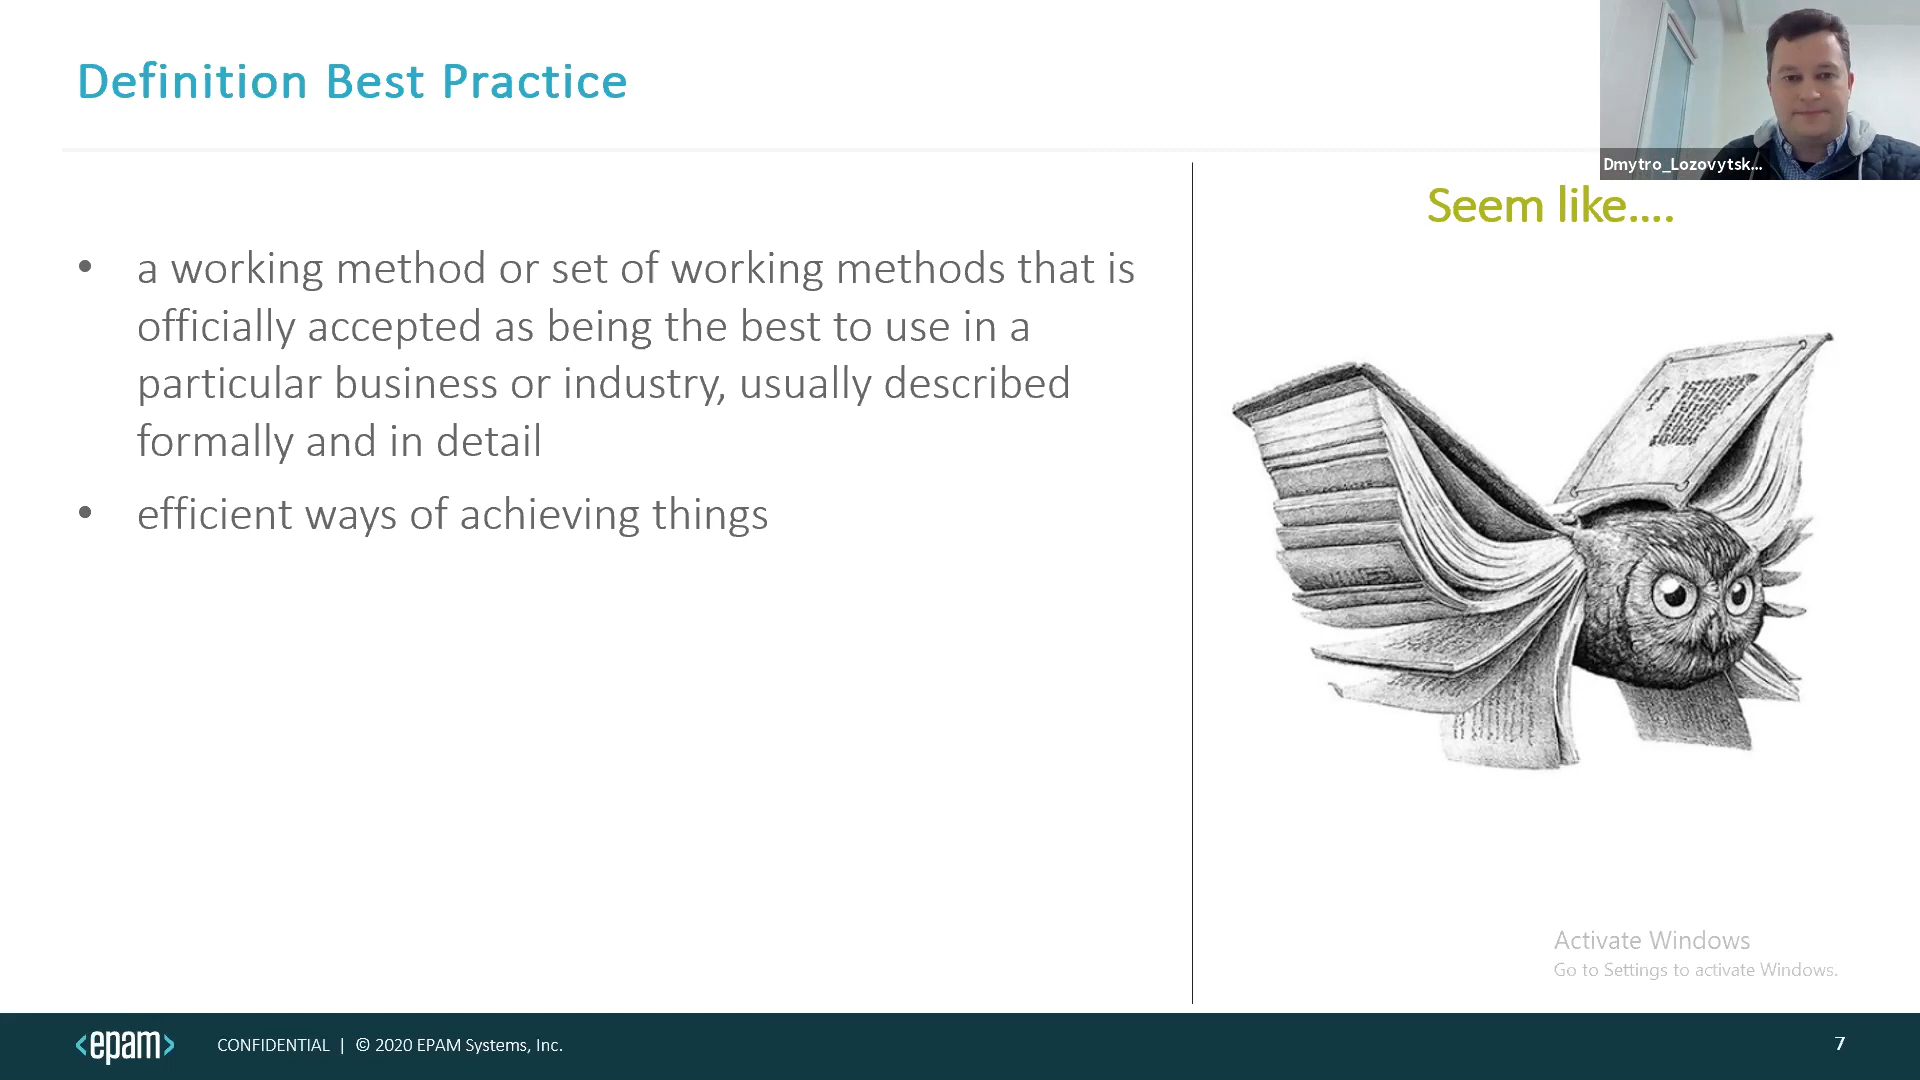 Definition Best Practice
Dmytro_Lozovytsk...
Seem like....
• a working method or set of working methods that is
officially accepted as being the best to use in a
particular business or industry, usually described
formally and in detail
• efficient ways of achieving things
Activate Windows
Go to Settings to activate Windows.
<epam> CONFIDENTIAL | © 2020 EPAM Systems, Inc. 7